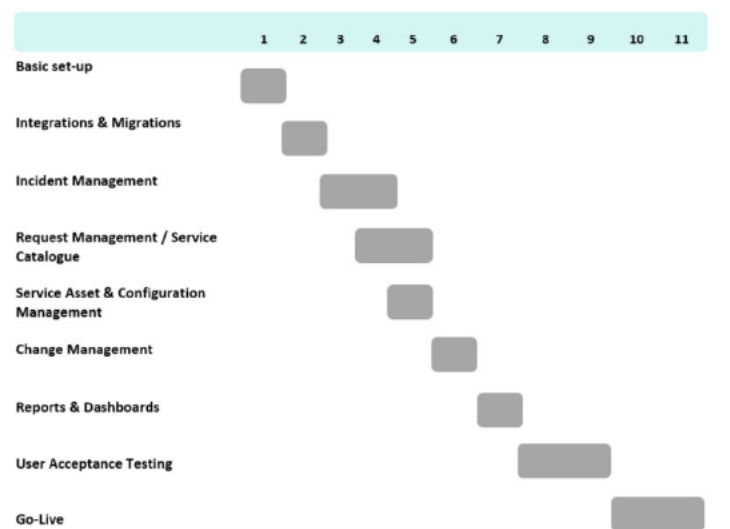 1 2 3 4 5 6 7 8 9 10 11
Basic set-up
Integrations & Migrations
Incident Management
Request Management / Service
Catalogue
Service Asset & Configuration
Management
Change Management
Reports & Dashboards
User Acceptance Testing
Go-Live